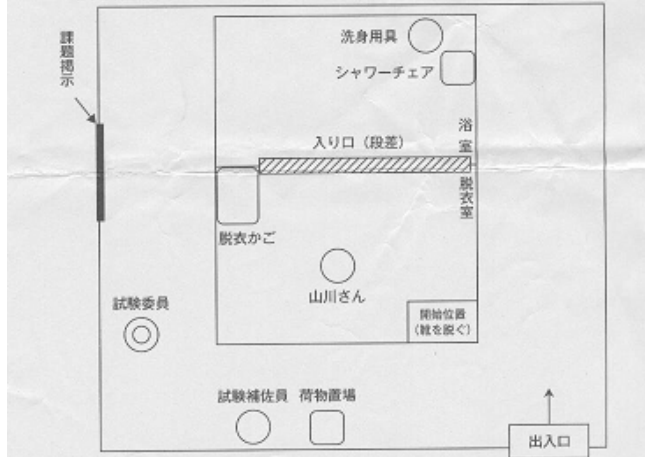 課題掲示
洗身用具
シャワーチェア
浴室
入り口（段差）
脱衣室
脱衣かご
山川さん
開始位置
（靴を脱ぐ）
試験委員
試験補佐員
荷物置場
出入口